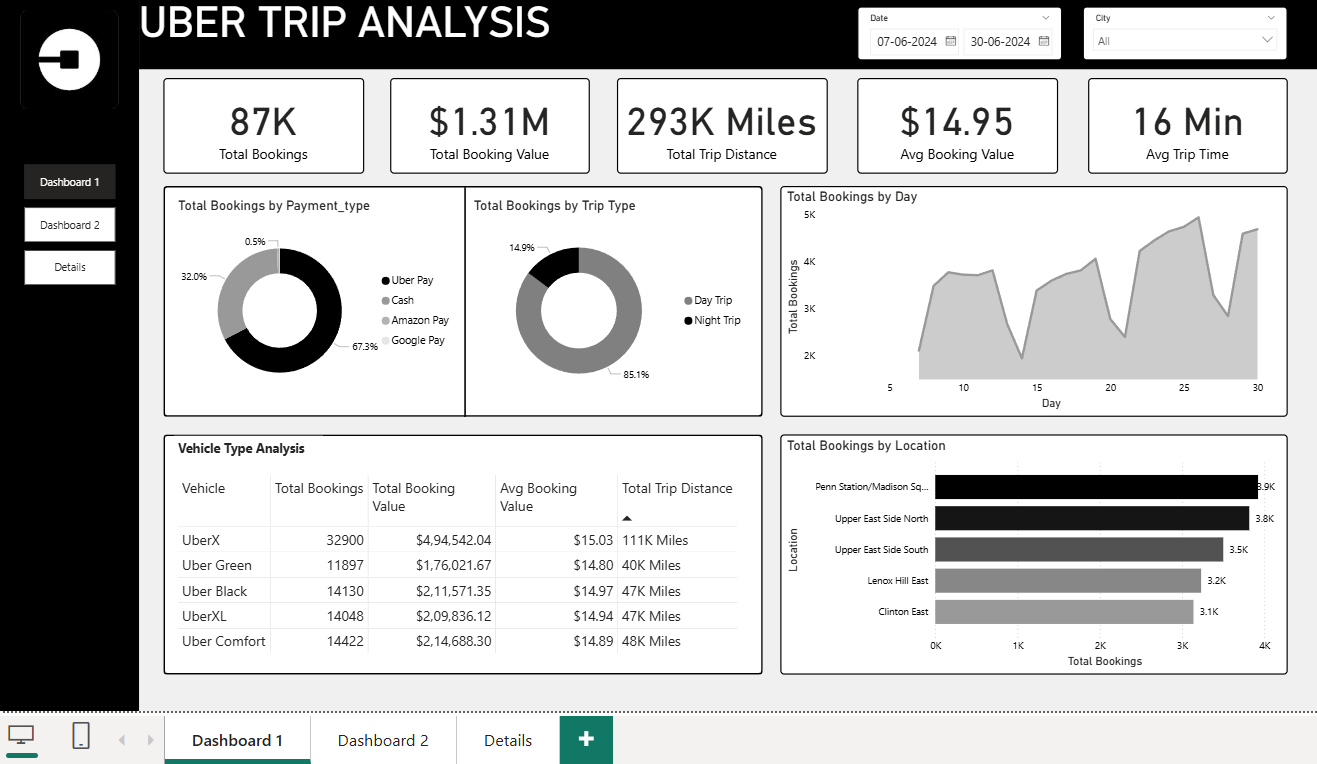 UBER TRIP ANALYSIS
Date
07-06-2024 30-06-2024
City
All
Dashboard 1
Dashboard 2
Details
87K
Total Bookings
$1.31M
Total Booking Value
293K Miles
Total Trip Distance
$14.95
Avg Booking Value
16 Min
Avg Trip Time
Total Bookings by Payment_type
0.5%
32.0%
67.3%
Uber Pay
Cash
Amazon Pay
Google Pay
Total Bookings by Trip Type
14.9%
85.1%
Day Trip
Night Trip
Total Bookings by Day
Total Bookings
5K
4K
3K
2K
5 10 15 20 25 30
Day
Vehicle Type Analysis
Vehicle Total Bookings Total Booking Value Avg Booking Value Total Trip Distance
UberX 32900 $4,94,542.04 $15.03 111K Miles
Uber Green 11897 $1,76,021.67 $14.80 40K Miles
Uber Black 14130 $2,11,571.35 $14.97 47K Miles
UberXL 14048 $2,09,836.12 $14.94 47K Miles
Uber Comfort 14422 $2,14,688.30 $14.89 48K Miles
Total Bookings by Location
Location
Penn Station/Madison Sq... 3.9K
Upper East Side North 3.8K
Upper East Side South 3.5K
Lenox Hill East 3.2K
Clinton East 3.1K
0K 1K 2K 3K 4K
Total Bookings
Dashboard 1 Dashboard 2 Details +